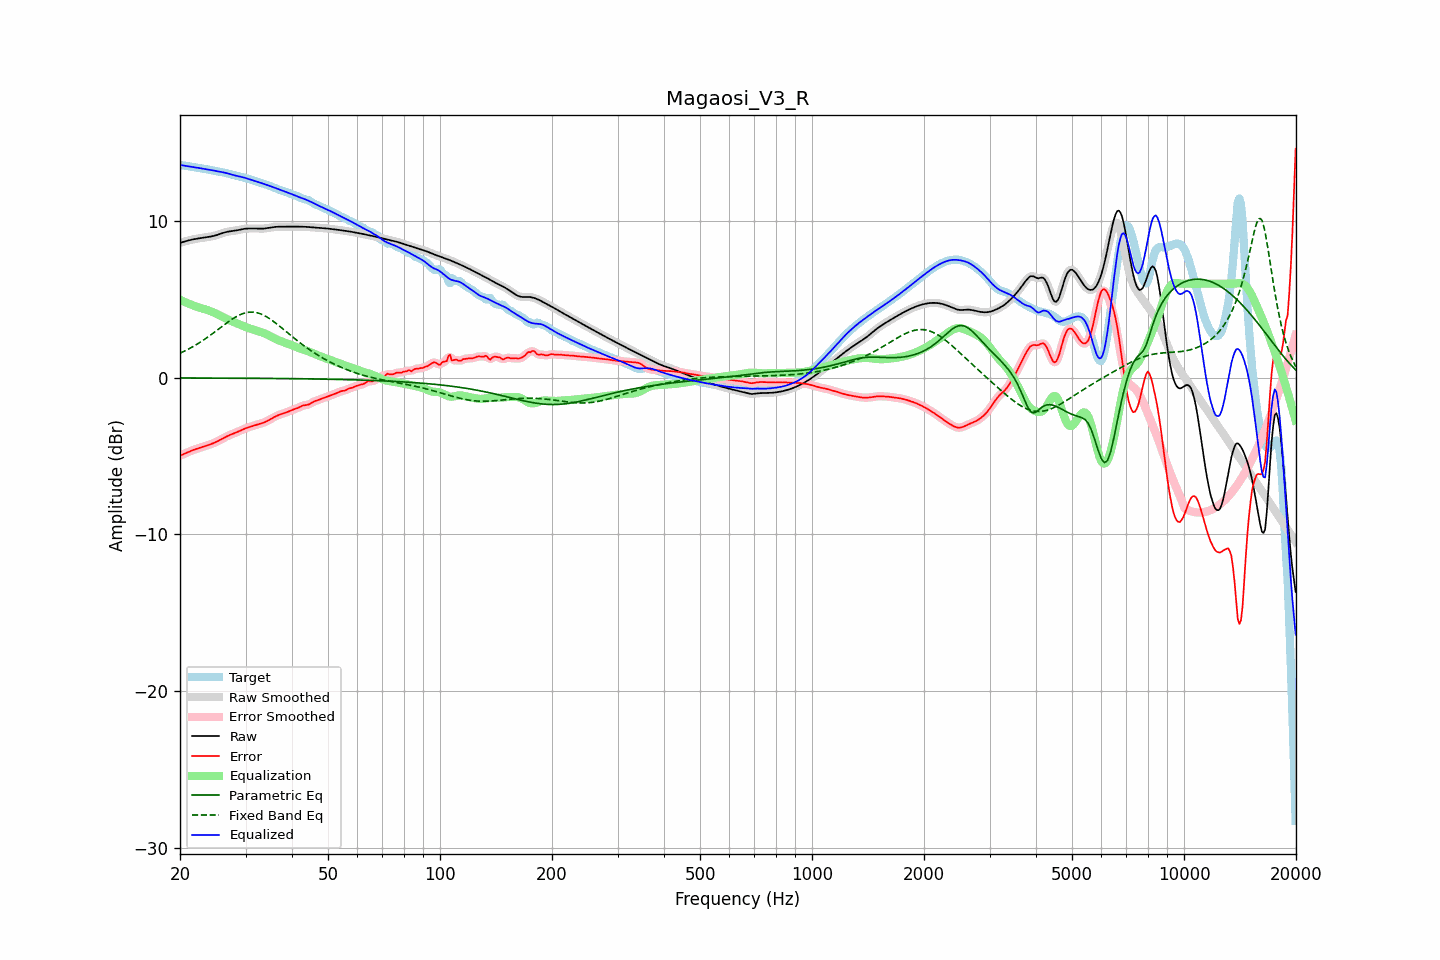 Magaosi_V3_R
Amplitude (dBr)
10
0
−10
−20
−30
Target
Raw Smoothed
Error Smoothed
Raw
Error
Equalization
Parametric Eq
Fixed Band Eq
Equalized
20 50 100 200 500 1000 2000 5000 10000 20000
Frequency (Hz)